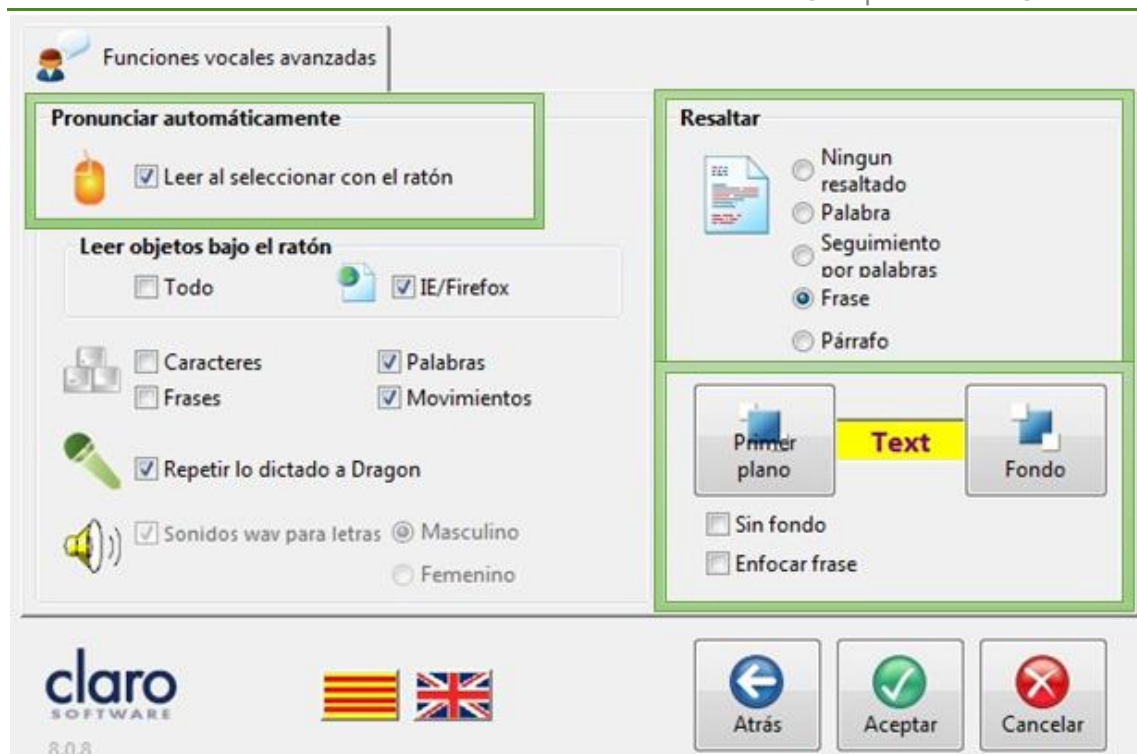 Funciones vocales avanzadas
Pronunciar automáticamente
Leer al seleccionar con el ratón
Leer objetos bajo el ratón
Todo
IE/Firefox
Caracteres
Palabras
Frases
Movimientos
Repetir lo dictado a Dragon
Sonidos wav para letras
Masculino
Femenino
Resaltar
Ningun
resaltado
Palabra
Seguimiento
por palabras
Frase
Párrafo
Primer
plano
Text
Fondo
Sin fondo
Enfocar frase
claro
SOFTWARE
8.0.8
Atrás
Aceptar
Cancelar